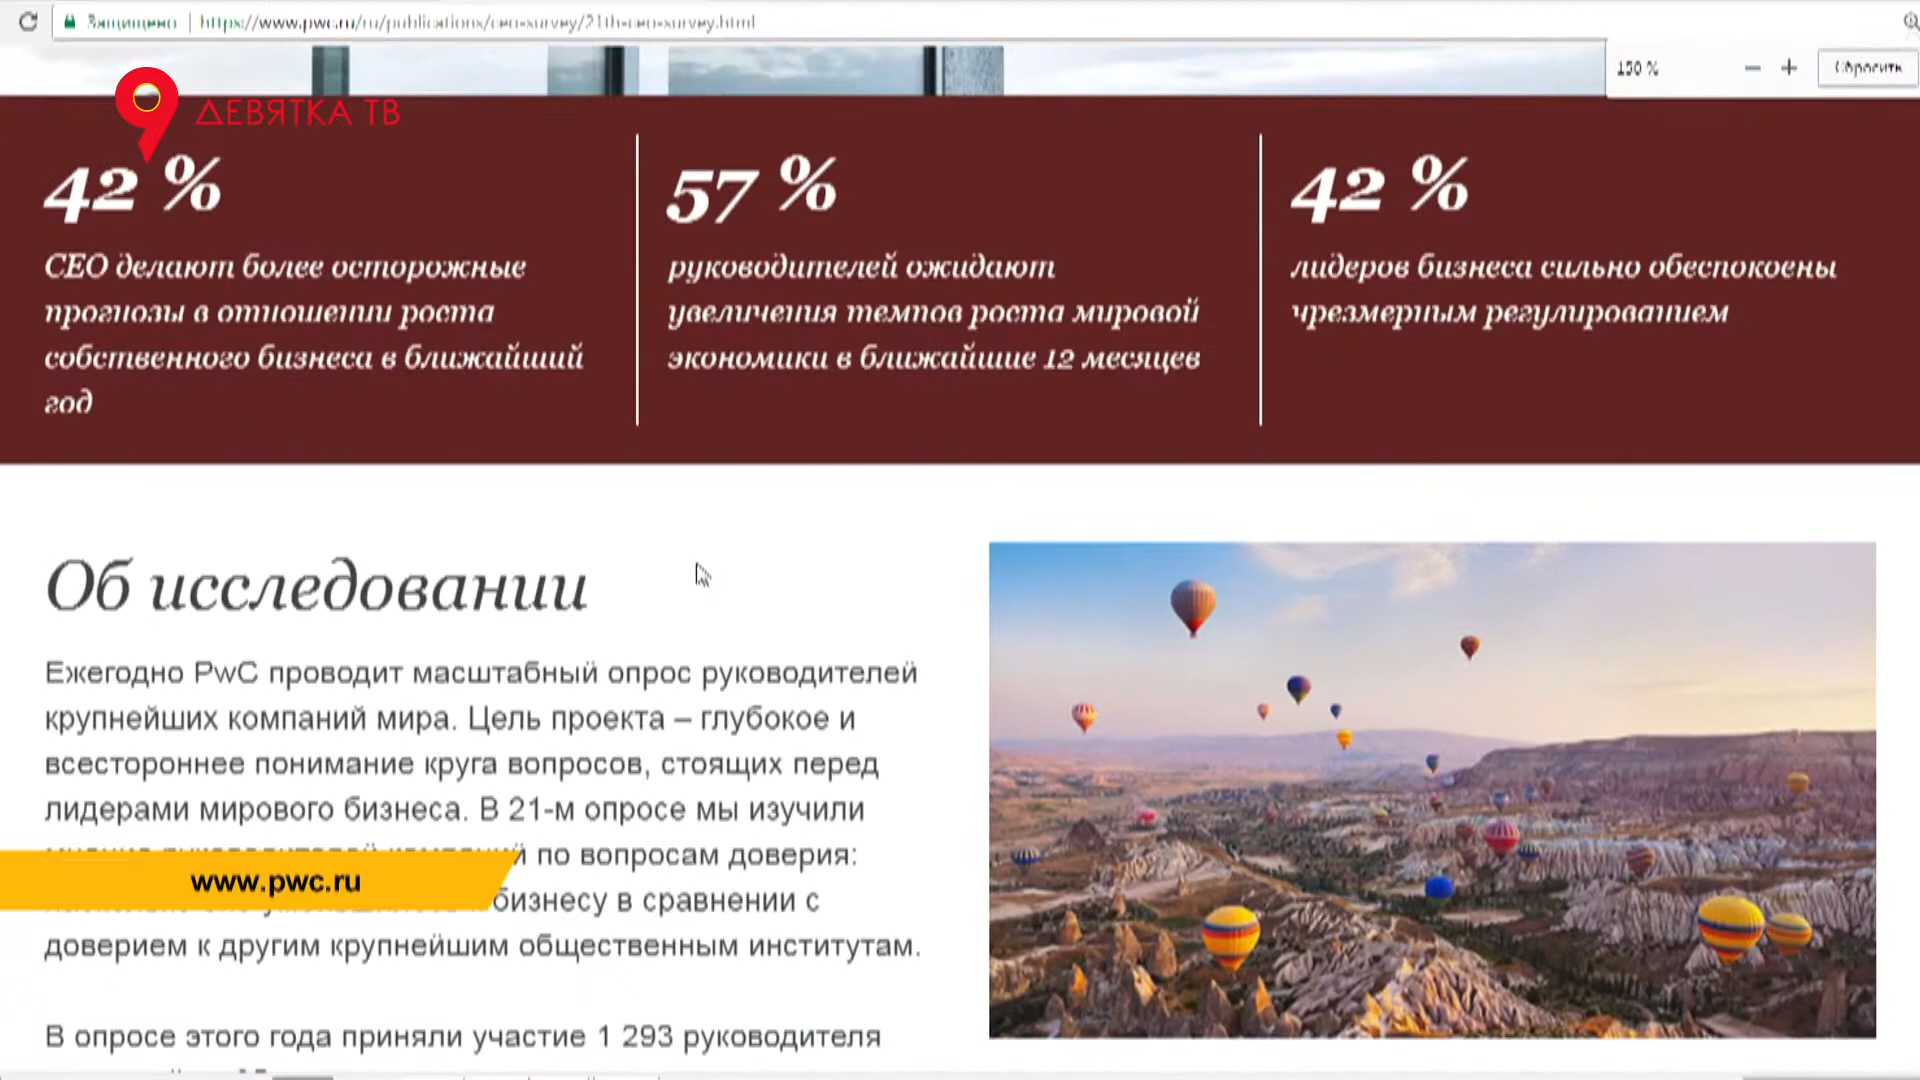 Защищено https://www.pwc.ru/ru/publications/ceo-survey/21th-ceo-survey.html
150 %
Сбросить
9 ДЕВЯТКА ТВ
42 %
CEO делают более осторожные
прогнозы в отношении роста
собственного бизнеса в ближайший
год
57 %
руководителей ожидают
увеличения темпов роста мировой
экономики в ближайшие 12 месяцев
42 %
лидеров бизнеса сильно обеспокоены
чрезмерным регулированием
Об исследовании
Ежегодно PwC проводит масштабный опрос руководителей
крупнейших компаний мира. Цель проекта – глубокое и
всестороннее понимание круга вопросов, стоящих перед
лидерами мирового бизнеса. В 21-м опросе мы изучили
по вопросам доверия:
бизнесу в сравнении с
доверием к другим крупнейшим общественным институтам.
В опросе этого года приняли участие 1 293 руководителя
www.pwc.ru